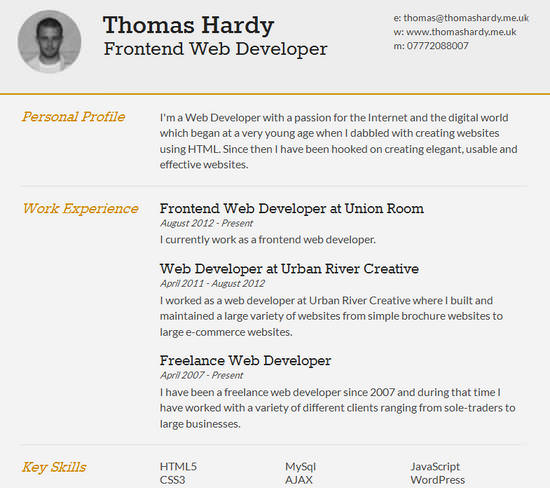 Thomas Hardy
Frontend Web Developer
e: thomas@thomashardy.me.uk
w: www.thomashardy.me.uk
m: 07772088007
Personal Profile
I'm a Web Developer with a passion for the Internet and the digital world
which began at a very young age when I dabbled with creating websites
using HTML. Since then I have been hooked on creating elegant, usable and
effective websites.
Work Experience
Frontend Web Developer at Union Room
August 2012 - Present
I currently work as a frontend web developer.
Web Developer at Urban River Creative
April 2011 - August 2012
I worked as a web developer at Urban River Creative where I built and
maintained a large variety of websites from simple brochure websites to
large e-commerce websites.
Freelance Web Developer
April 2007 - Present
I have been a freelance web developer since 2007 and during that time I
have worked with a variety of different clients ranging from sole-traders to
large businesses.
Key Skills
HTML5 MySql JavaScript
CSS3 AJAX WordPress